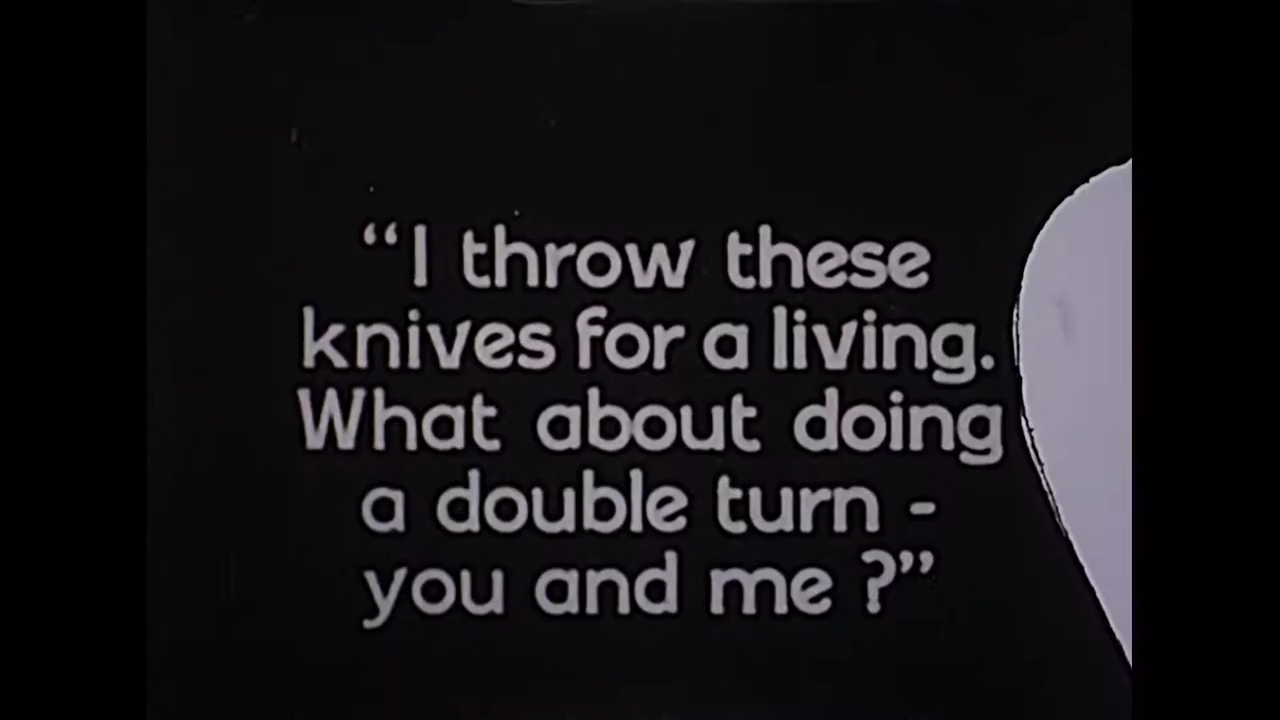 “I throw these
knives for a living.
What about doing
a double turn -
you and me ?”